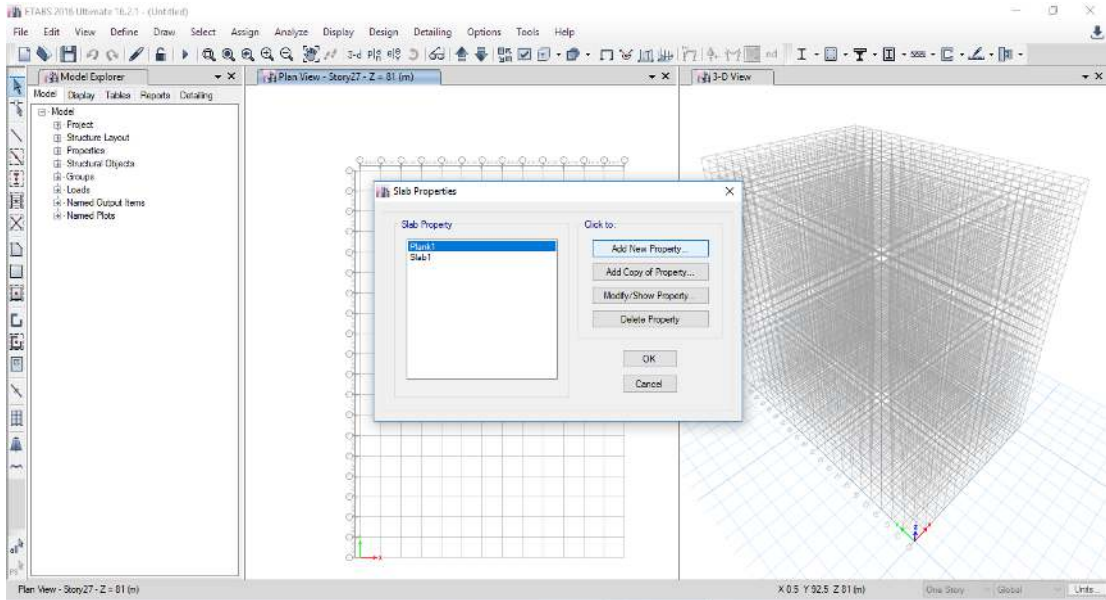 ETABS 2016 Ultimate 16.2.1 - (Untitled)
File Edit View Define Draw Select Assign Analyze Display Design Detailing Options Tools Help
Model Explorer
Plan View - Story27 - Z = 81 (m)
3-D View
Model Display Tables Reports Detailing
Model
Project
Structure Layout
Properties
Structural Objects
Groups
Loads
Named Output Items
Named Plots
Slab Properties
Slab Property
Plank1
Slab1
Click to:
Add New Property...
Add Copy of Property...
Modify/Show Property...
Delete Property
OK
Cancel
Plan View - Story27 - Z = 81 (m)
X 0.5 Y 92.5 Z 81 (m)
One Story
Global
Units...